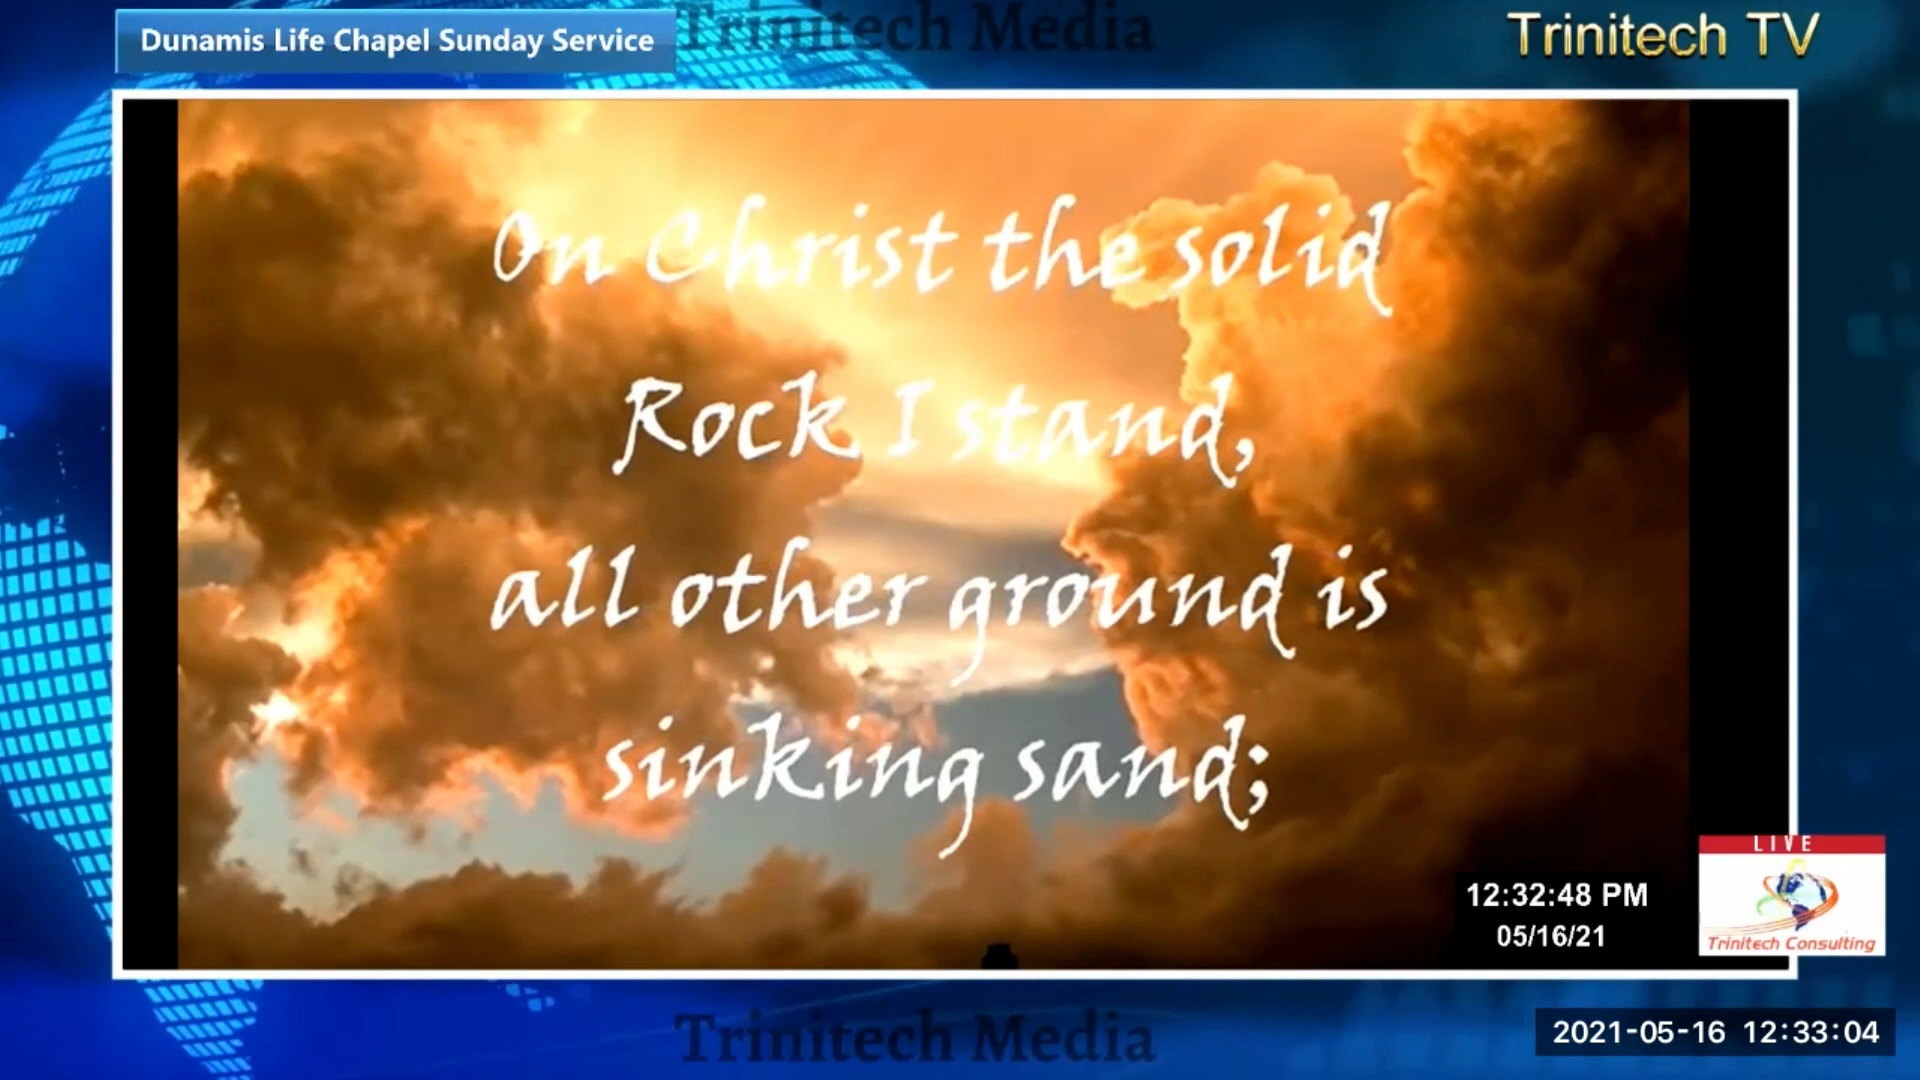 Trinitech Media
Dunamis Life Chapel Sunday Service
Trinitech TV
On Christ the solid
Rock I stand,
all other ground is
sinking sand;
LIVE
12:32:48 PM
05/16/21
Trinitech Consulting
Trinitech Media
2021-05-16 12:33:04